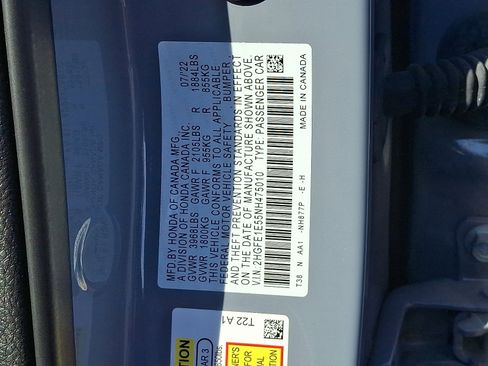 MFD BY HONDA OF CANADA MFG., 07/22
A DIVISION OF HONDA CANADA INC.
GVWR 3968LBS GAWR F 2105LBS R 1884LBS
GVWR 1800KG GAWR F 955KG R 855KG
THIS VEHICLE CONFORMS TO ALL APPLICABLE
FEDERAL MOTOR VEHICLE SAFETY, BUMPER,
AND THEFT PREVENTION STANDARDS IN EFFECT
ON THE DATE OF MANUFACTURE SHOWN ABOVE.
V.I.N. 2HGFE1E55NH475010 TYPE: PASSENGER CAR
MADE IN CANADA
T38 N AA1 -NH877P -E -H
T22 A1